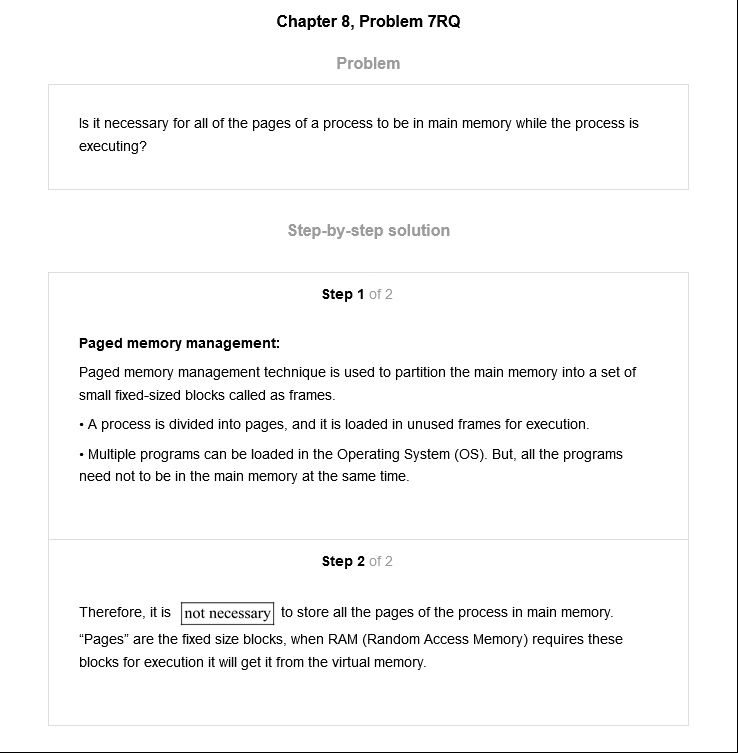 Chapter 8, Problem 7RQ
Problem
Is it necessary for all of the pages of a process to be in main memory while the process is
executing?
Step-by-step solution
Step 1 of 2
Paged memory management:
Paged memory management technique is used to partition the main memory into a set of
small fixed-sized blocks called as frames.
• A process is divided into pages, and it is loaded in unused frames for execution.
• Multiple programs can be loaded in the Operating System (OS). But, all the programs
need not to be in the main memory at the same time.
Step 2 of 2
Therefore, it is not necessary to store all the pages of the process in main memory.
“Pages” are the fixed size blocks, when RAM (Random Access Memory) requires these
blocks for execution it will get it from the virtual memory.